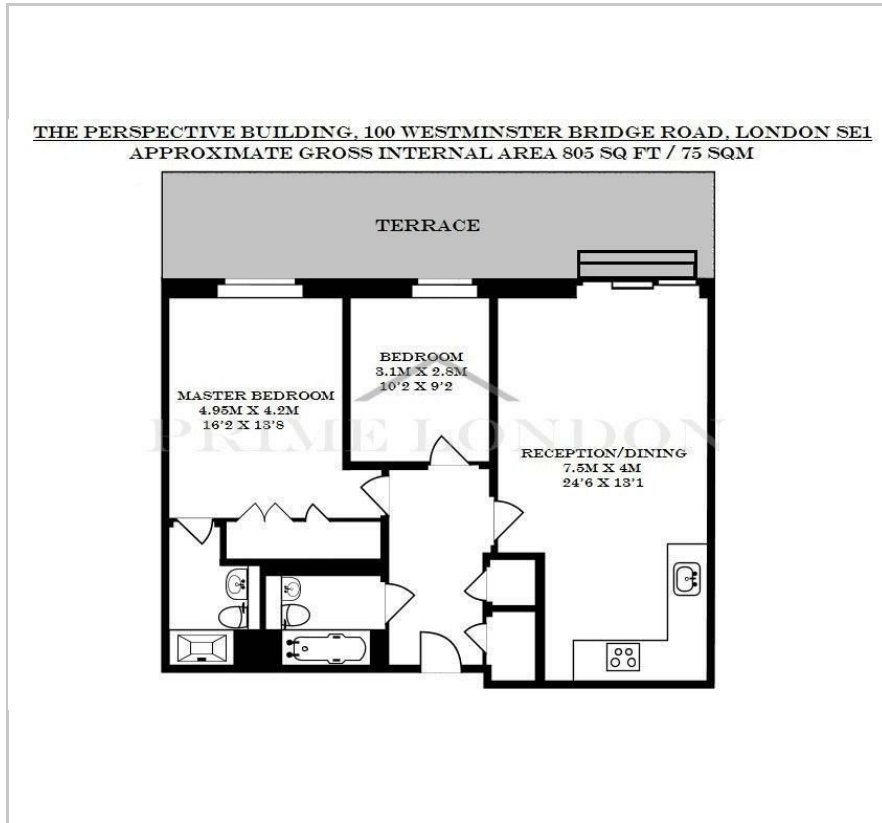 THE PERSPECTIVE BUILDING, 100 WESTMINSTER BRIDGE ROAD, LONDON SE1
APPROXIMATE GROSS INTERNAL AREA 805 SQ FT / 75 SQM
TERRACE
BEDROOM
3.1M X 2.8M
10'2 X 9'2
MASTER BEDROOM
4.95M X 4.2M
16'2 X 13'8
PRIME LONDON
RECEPTION/DINING
7.5M X 4M
24'6 X 13'1